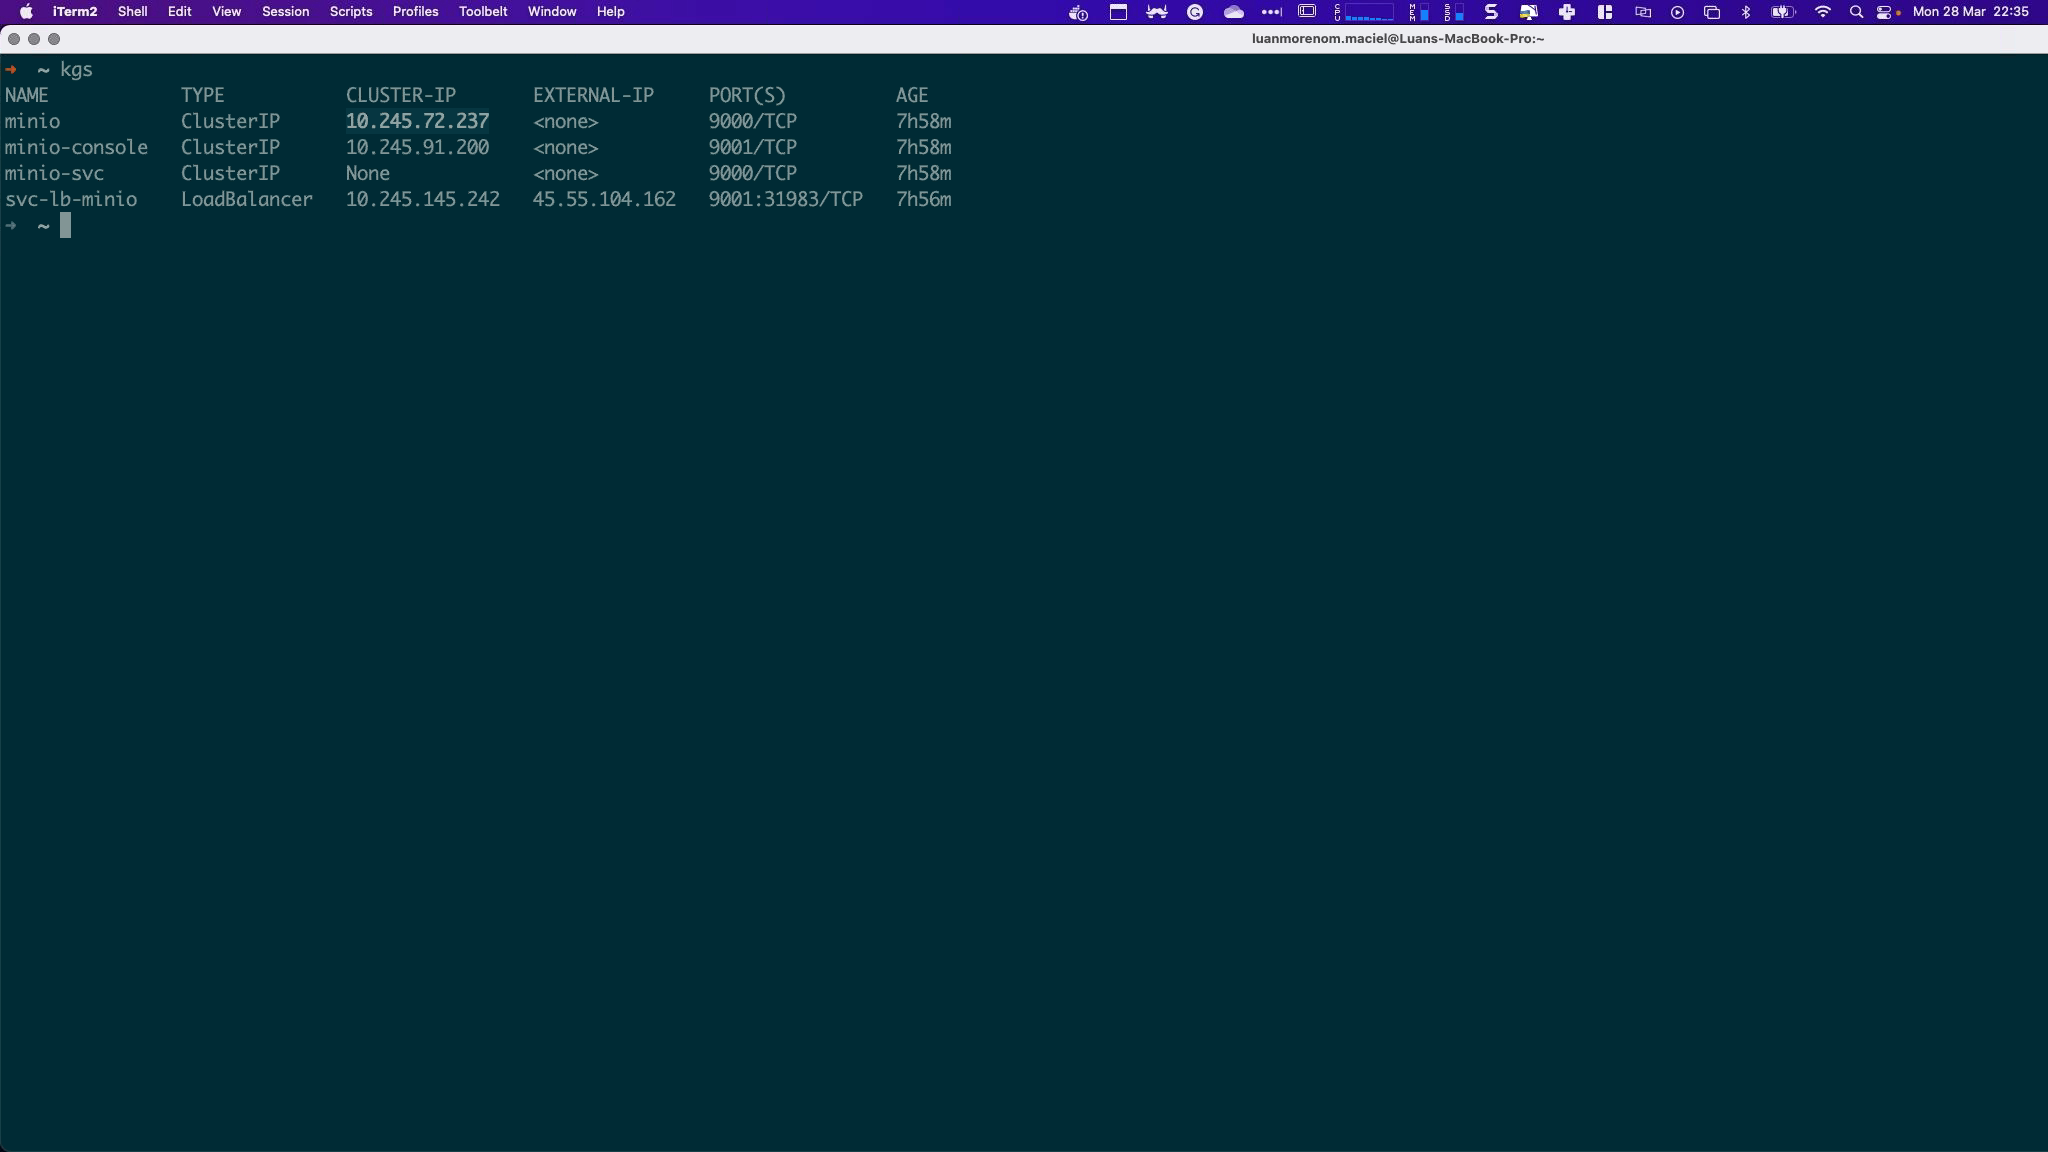 iTerm2 Shell Edit View Session Scripts Profiles Toolbelt Window Help CPU MEM SSD Mon 28 Mar 22:35
luanmorenom.maciel@Luans-MacBook-Pro:~
➜ ~ kgs
NAME TYPE CLUSTER-IP EXTERNAL-IP PORT(S) AGE
minio ClusterIP 10.245.72.237 <none> 9000/TCP 7h58m
minio-console ClusterIP 10.245.91.200 <none> 9001/TCP 7h58m
minio-svc ClusterIP None <none> 9000/TCP 7h58m
svc-lb-minio LoadBalancer 10.245.145.242 45.55.104.162 9001:31983/TCP 7h56m
➜ ~